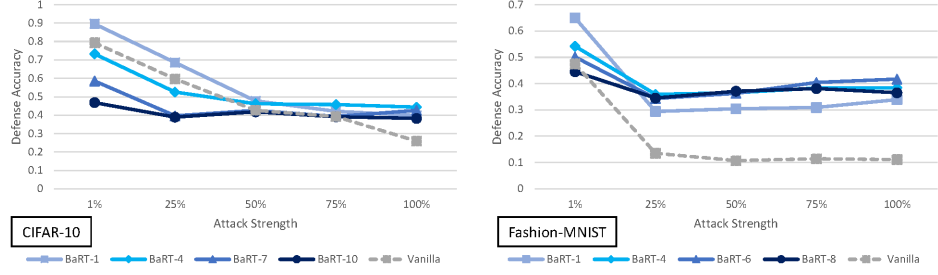 Defense Accuracy
1
0.9
0.8
0.7
0.6
0.5
0.4
0.3
0.2
0.1
0
1% 25% 50% 75% 100%
Attack Strength
CIFAR-10
BaRT-1 BaRT-4 BaRT-7 BaRT-10 Vanilla
Defense Accuracy
0.7
0.6
0.5
0.4
0.3
0.2
0.1
0
1% 25% 50% 75% 100%
Attack Strength
Fashion-MNIST
BaRT-1 BaRT-4 BaRT-6 BaRT-8 Vanilla